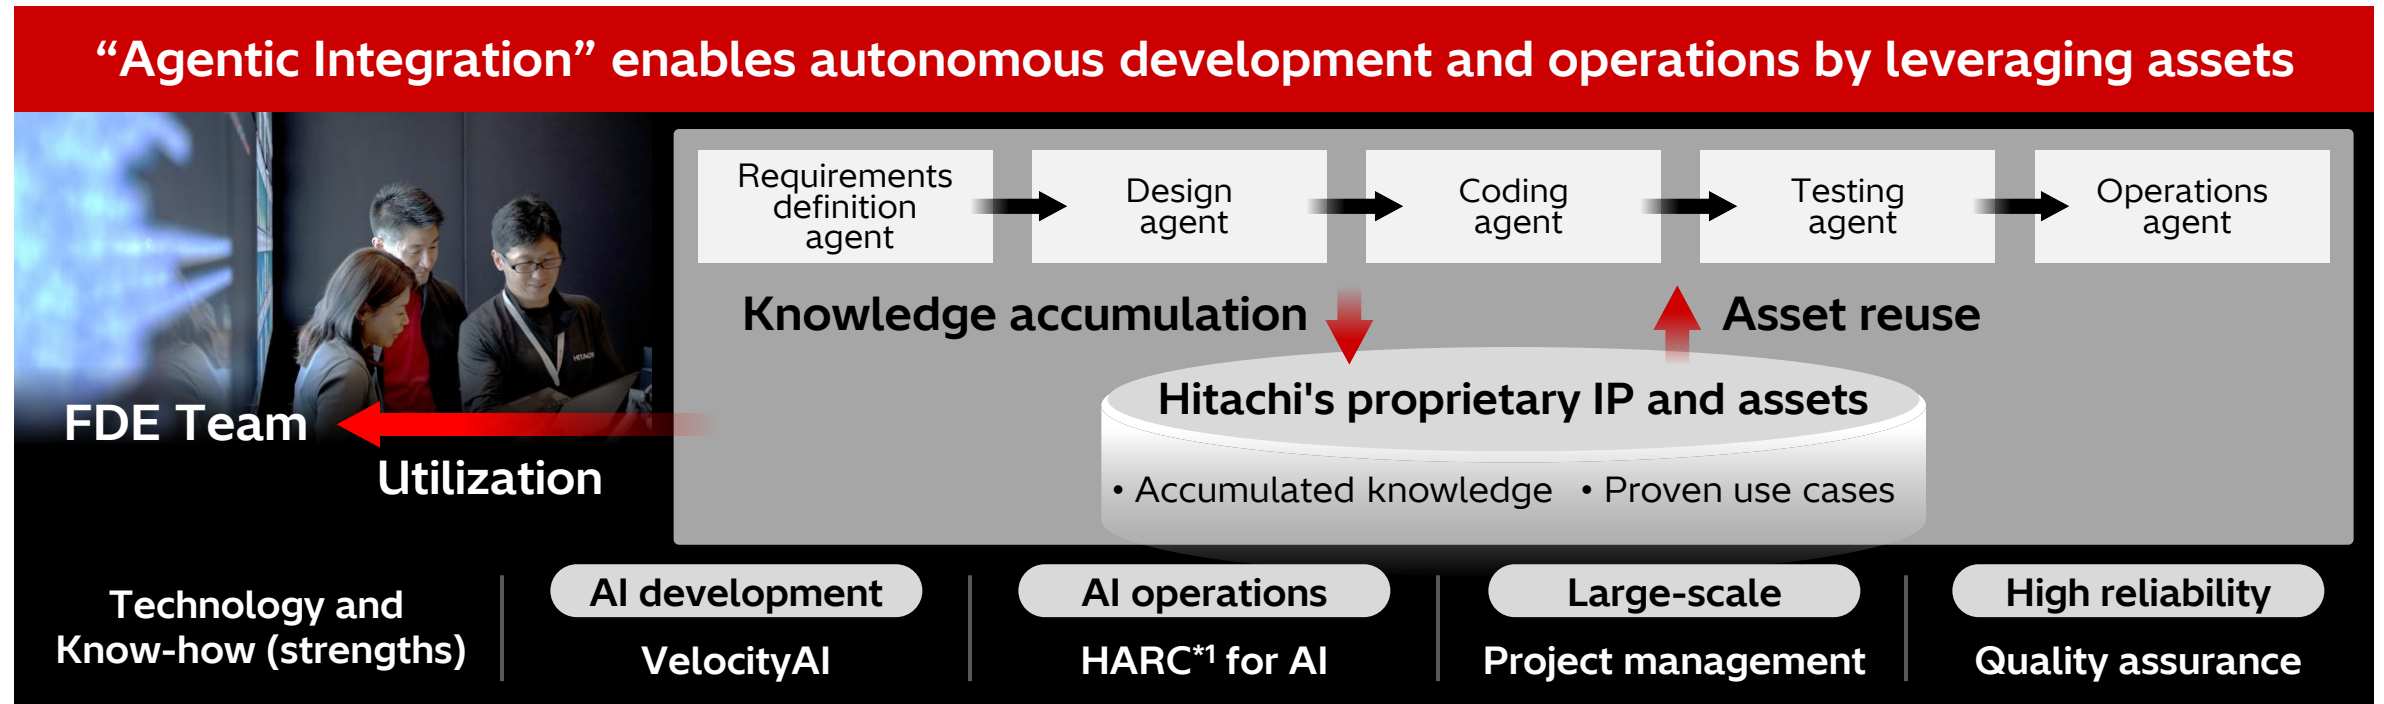 “Agentic Integration” enables autonomous development and operations by leveraging assets
Requirements
definition
agent
Design
agent
Coding
agent
Testing
agent
Operations
agent
Knowledge accumulation
Asset reuse
Hitachi's proprietary IP and assets
• Accumulated knowledge • Proven use cases
HITACHI
FDE Team
Utilization
Technology and
Know-how (strengths)
AI development
VelocityAI
AI operations
HARC*1 for AI
Large-scale
Project management
High reliability
Quality assurance